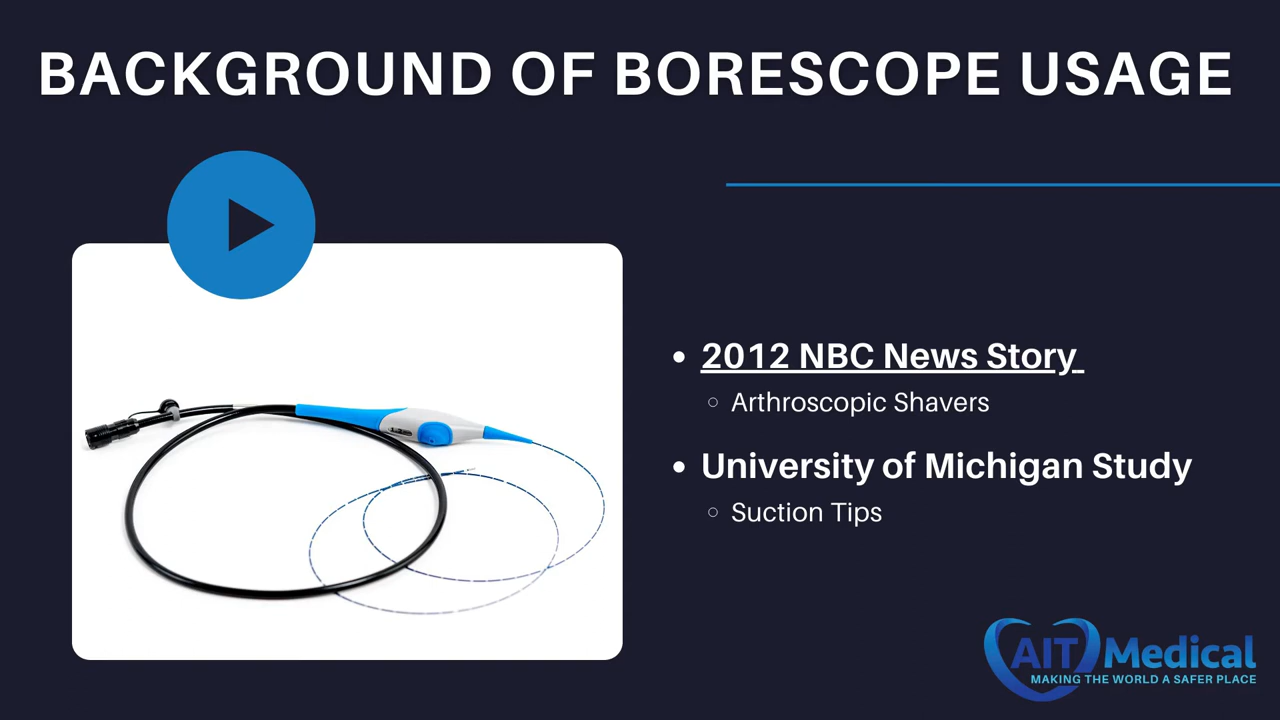 BACKGROUND OF BORESCOPE USAGE
2012 NBC News Story
Arthroscopic Shavers
University of Michigan Study
Suction Tips
AIT Medical
MAKING THE WORLD A SAFER PLACE